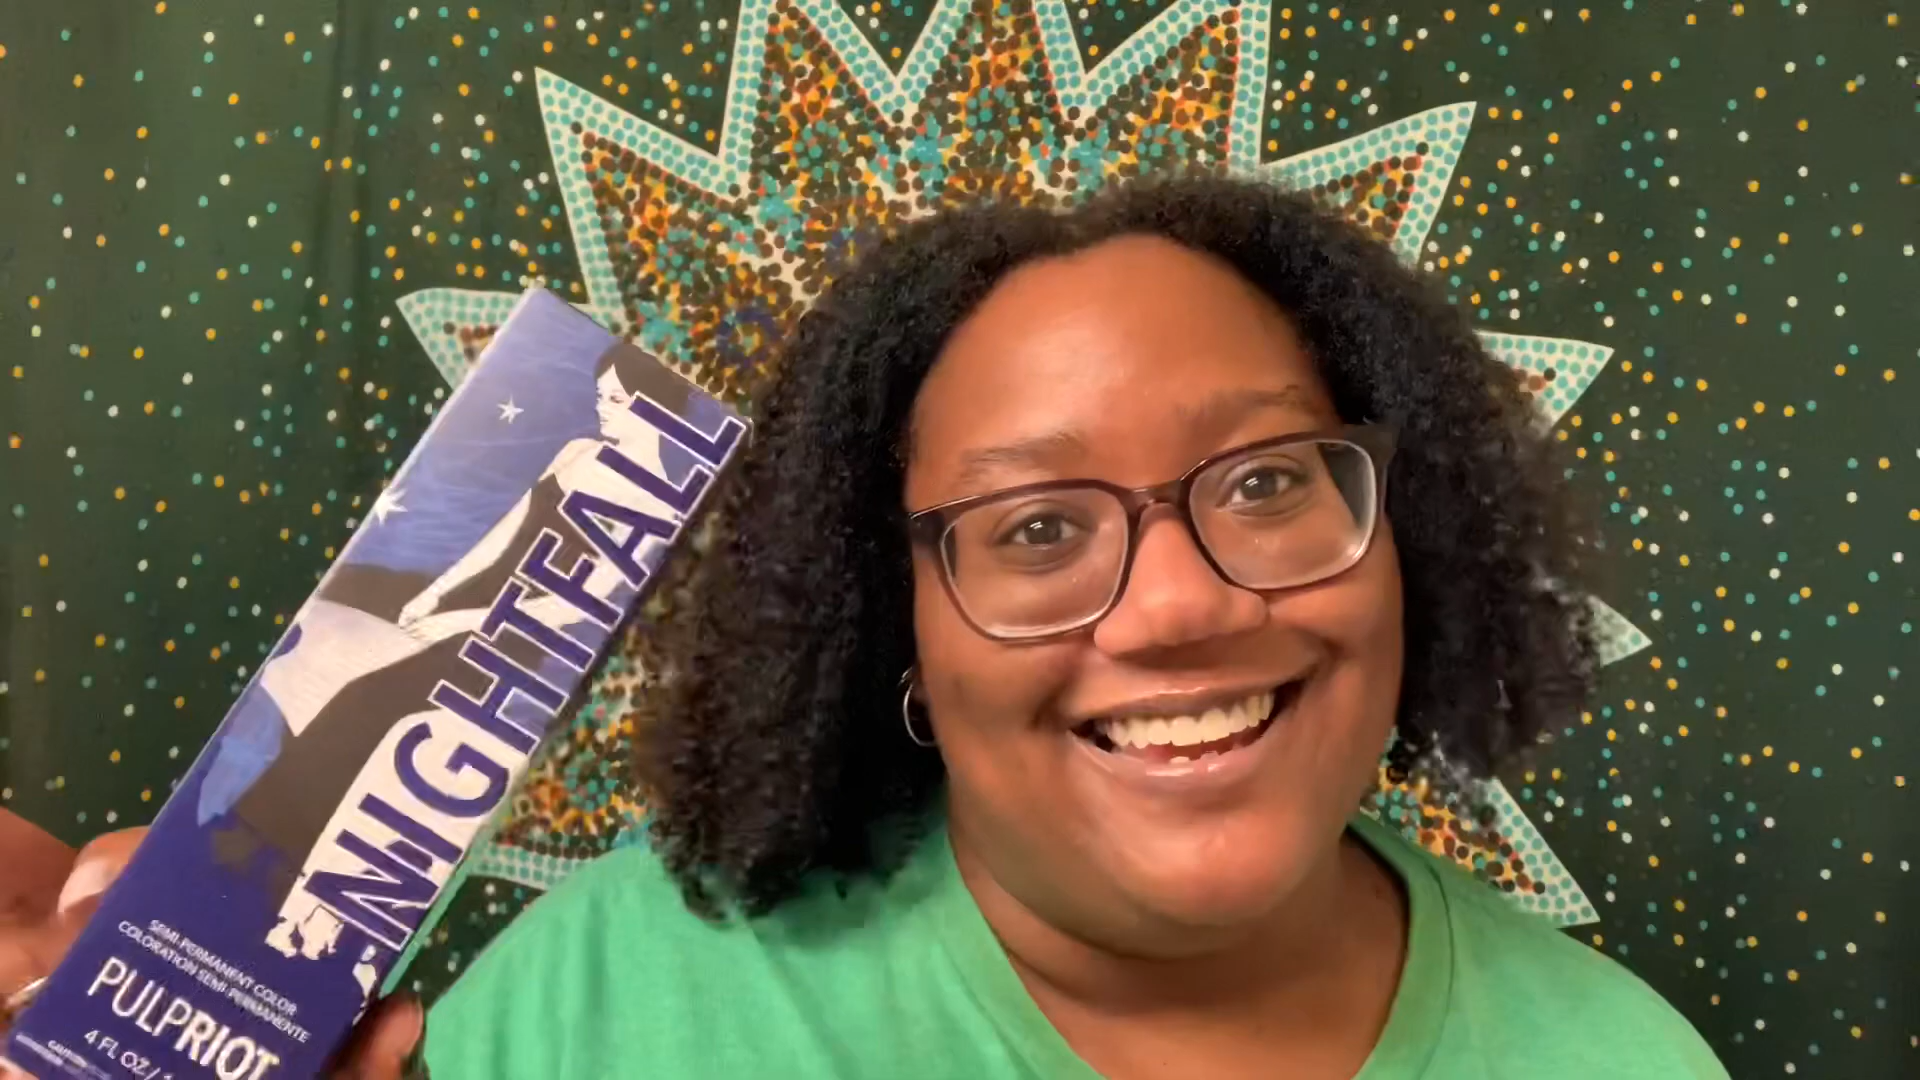 NIGHTFALL
SEMI-PERMANENT COLOR
COLORATION SEMI-PERMANENTE
PULPRIOT
4 FL OZ /